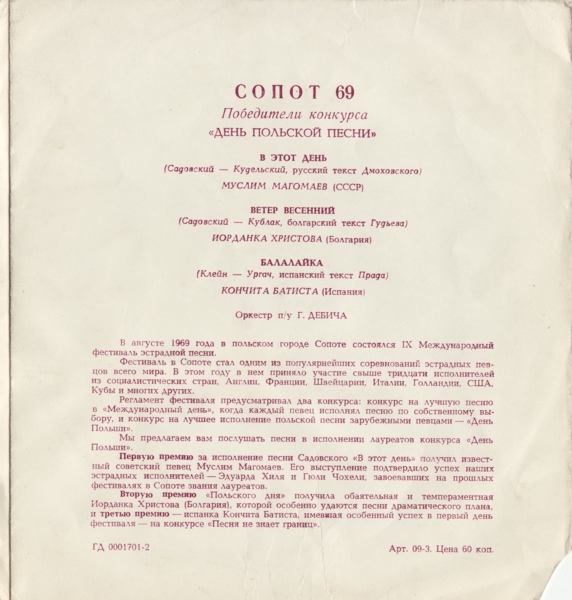 СОПОТ 69
Победители конкурса
«ДЕНЬ ПОЛЬСКОЙ ПЕСНИ»
В ЭТОТ ДЕНЬ
(Садовский — Кудельский, русский текст Дмоховского)
МУСЛИМ МАГОМАЕВ (СССР)
ВЕТЕР ВЕСЕННИЙ
(Садовский — Кублак, болгарский текст Гудьева)
ИОРДАНКА ХРИСТОВА (Болгария)
БАЛАЛАЙКА
(Клейн — Ургач, испанский текст Прада)
КОНЧИТА БАТИСТА (Испания)
Оркестр п/у Г. ДЕБИЧА
В августе 1969 года в польском городе Сопоте состоялся IX Международный
фестиваль эстрадной песни.
Фестиваль в Сопоте стал одним из популярнейших соревнований эстрадных пев-
цов всего мира. В этом году в нем приняло участие свыше тридцати исполнителей
из социалистических стран, Англии, Франции, Швейцарии, Италии, Голландии, США,
Кубы и многих других.
Регламент фестиваля предусматривал два конкурса: конкурс на лучшую песню
в «Международный день», когда каждый певец исполнял песню по собственному вы-
бору, и конкурс на лучшее исполнение польской песни зарубежными певцами — «День
Польши».
Мы предлагаем вам послушать песни в исполнении лауреатов конкурса «День
Польши».
Первую премию за исполнение песни Садовского «В этот день» получил извест-
ный советский певец Муслим Магомаев. Его выступление подтвердило успех наших
эстрадных исполнителей — Эдуарда Хиля и Гюли Чохели, завоевавших на прошлых
фестивалях в Сопоте звания лауреатов.
Вторую премию «Польского дня» получила обаятельная и темпераментная
Иорданка Христова (Болгария), которой особенно удаются песни драматического плана,
и третью премию — испанка Кончита Батиста, имевшая особенный успех в первый день
фестиваля — на конкурсе «Песня не знает границ».
ГД 0001701-2
Арт. 09-3. Цена 60 коп.